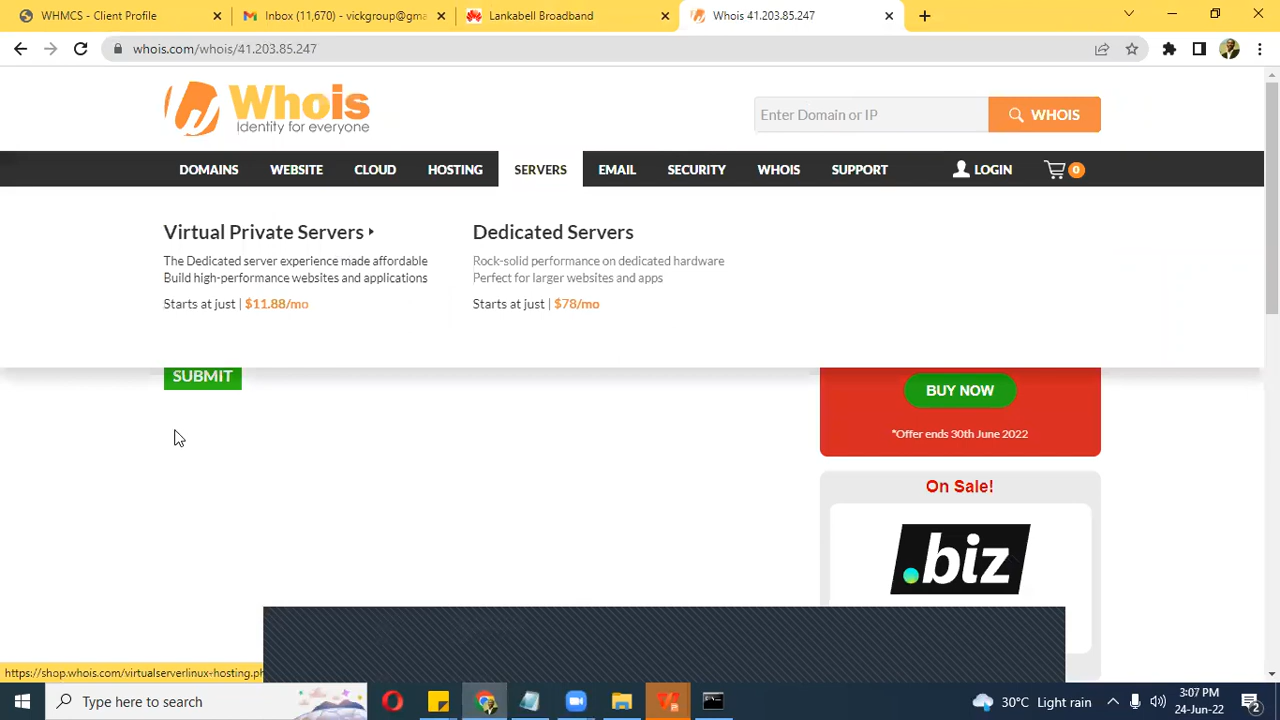 WHMCS - Client Profile
Inbox (11,670) - vickgroup@gma
Lankabell Broadband
Whois 41.203.85.247
whois.com/whois/41.203.85.247
Whois
Identity for everyone
Enter Domain or IP
WHOIS
DOMAINS WEBSITE CLOUD HOSTING SERVERS EMAIL SECURITY WHOIS SUPPORT LOGIN 0
Virtual Private Servers
The Dedicated server experience made affordable
Build high-performance websites and applications
Starts at just | $11.88/mo
Dedicated Servers
Rock-solid performance on dedicated hardware
Perfect for larger websites and apps
Starts at just | $78/mo
SUBMIT
BUY NOW
*Offer ends 30th June 2022
On Sale!
.biz
https://shop.whois.com/virtualserverlinux-hosting.ph
Type here to search
30°C Light rain
3:07 PM
24-Jun-22
2